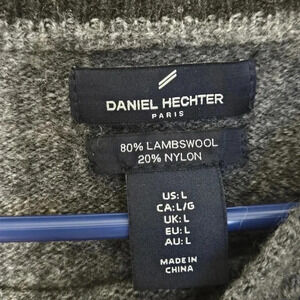 DANIEL HECHTER
PARIS
80% LAMBSWOOL
20% NYLON
US: L
CA: L/G
UK: L
EU: L
AU: L
MADE IN
CHINA